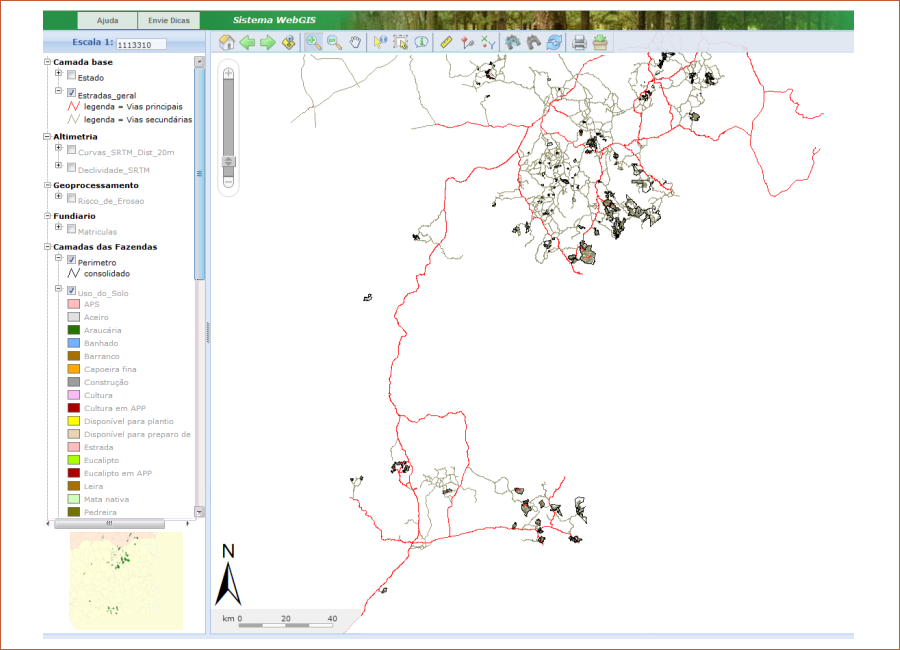 Ajuda
Envie Dicas
Sistema WebGIS
Escala 1: 1113310
Camada base
Estado
Estradas_geral
legenda = Vias principais
legenda = Vias secundárias
Altimetria
Curvas_SRTM_Dist_20m
Declividade_SRTM
Geoprocessamento
Risco_de_Erosao
Fundiario
Matriculas
Camadas das Fazendas
Perimetro
consolidado
Uso_do_Solo
APS
Aceiro
Araucária
Banhado
Barranco
Capoeira fina
Construção
Cultura
Cultura em APP
Disponível para plantio
Disponível para preparo de
Estrada
Eucalipto
Eucalipto em APP
Leira
Mata nativa
Pedreira
N
km 0 20 40